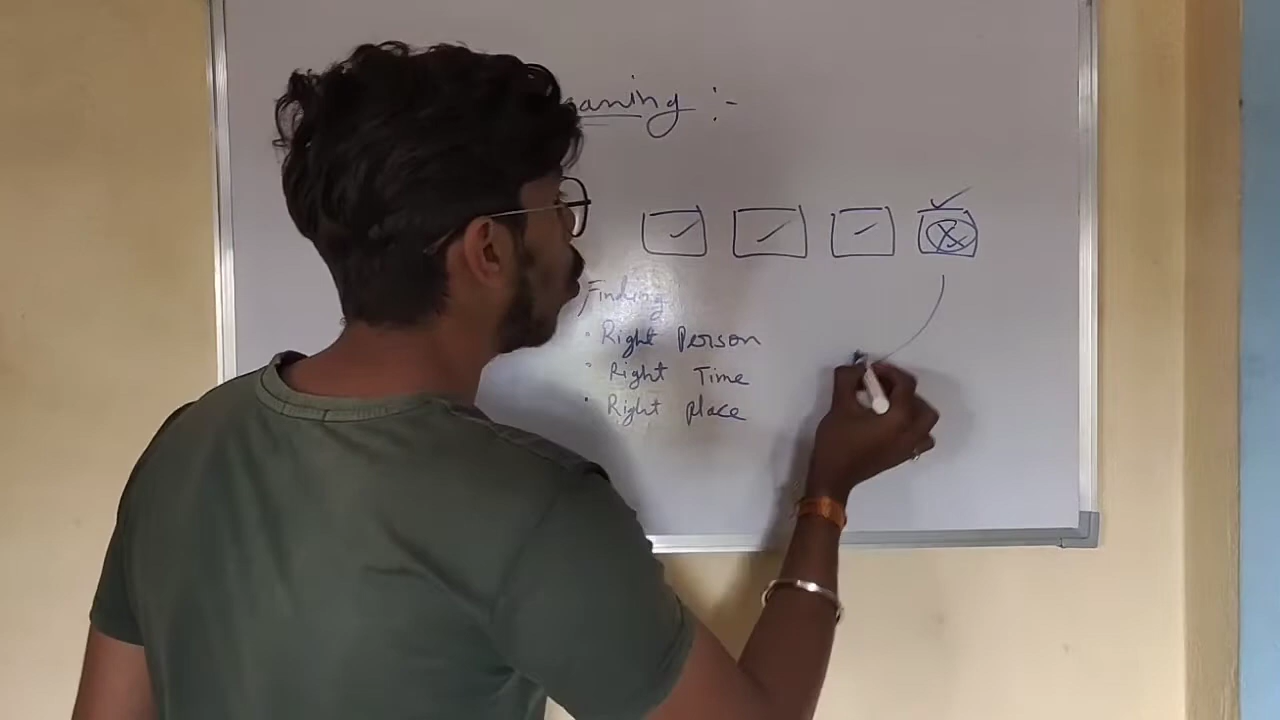 aning :-
Finding
• Right Person
• Right Time
• Right place